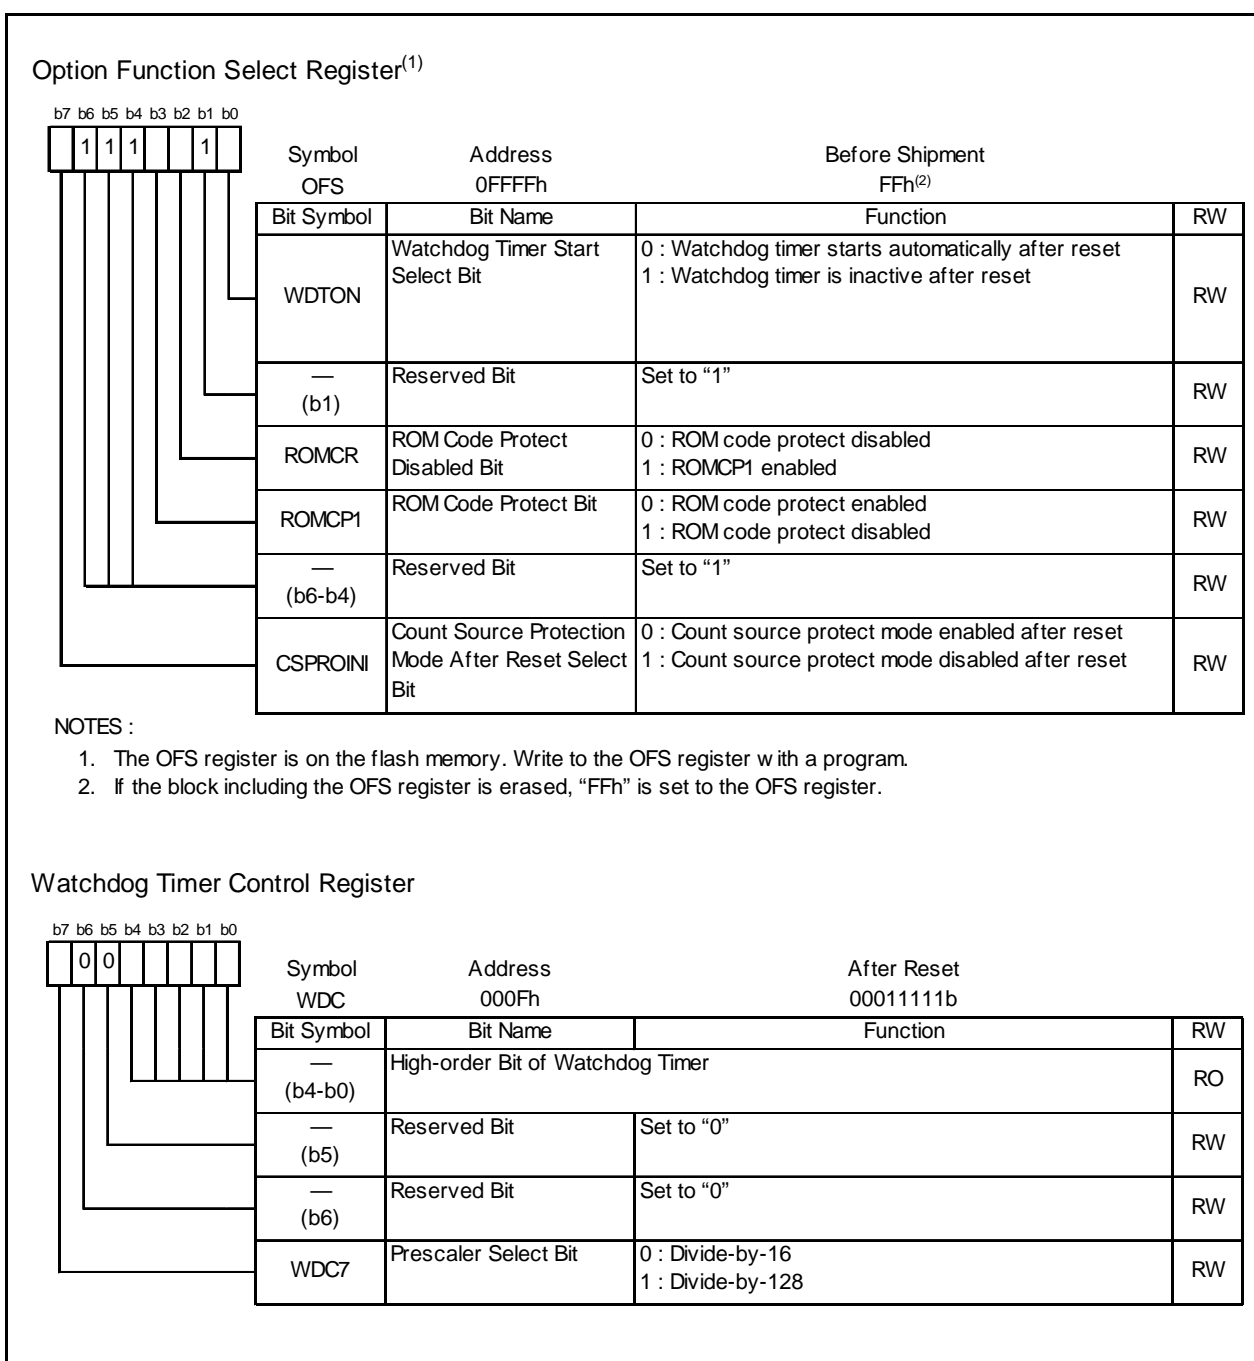 Option Function Select Register(1)
b7 b6 b5 b4 b3 b2 b1 b0
1 1 1 1
Symbol Address Before Shipment
OFS 0FFFFh FFh(2)
Bit Symbol Bit Name Function RW
WDTON Watchdog Timer Start Select Bit 0 : Watchdog timer starts automatically after reset RW
1 : Watchdog timer is inactive after reset
— (b1) Reserved Bit Set to “1” RW
ROMCR ROM Code Protect Disabled Bit 0 : ROM code protect disabled RW
1 : ROMCP1 enabled
ROMCP1 ROM Code Protect Bit 0 : ROM code protect enabled RW
1 : ROM code protect disabled
— (b6-b4) Reserved Bit Set to “1” RW
CSPROINI Count Source Protection Mode After Reset Select Bit 0 : Count source protect mode enabled after reset RW
1 : Count source protect mode disabled after reset
NOTES :
1. The OFS register is on the flash memory. Write to the OFS register with a program.
2. If the block including the OFS register is erased, “FFh” is set to the OFS register.
Watchdog Timer Control Register
b7 b6 b5 b4 b3 b2 b1 b0
0 0
Symbol Address After Reset
WDC 000Fh 00011111b
Bit Symbol Bit Name Function RW
— (b4-b0) High-order Bit of Watchdog Timer RO
— (b5) Reserved Bit Set to “0” RW
— (b6) Reserved Bit Set to “0” RW
WDC7 Prescaler Select Bit 0 : Divide-by-16 RW
1 : Divide-by-128